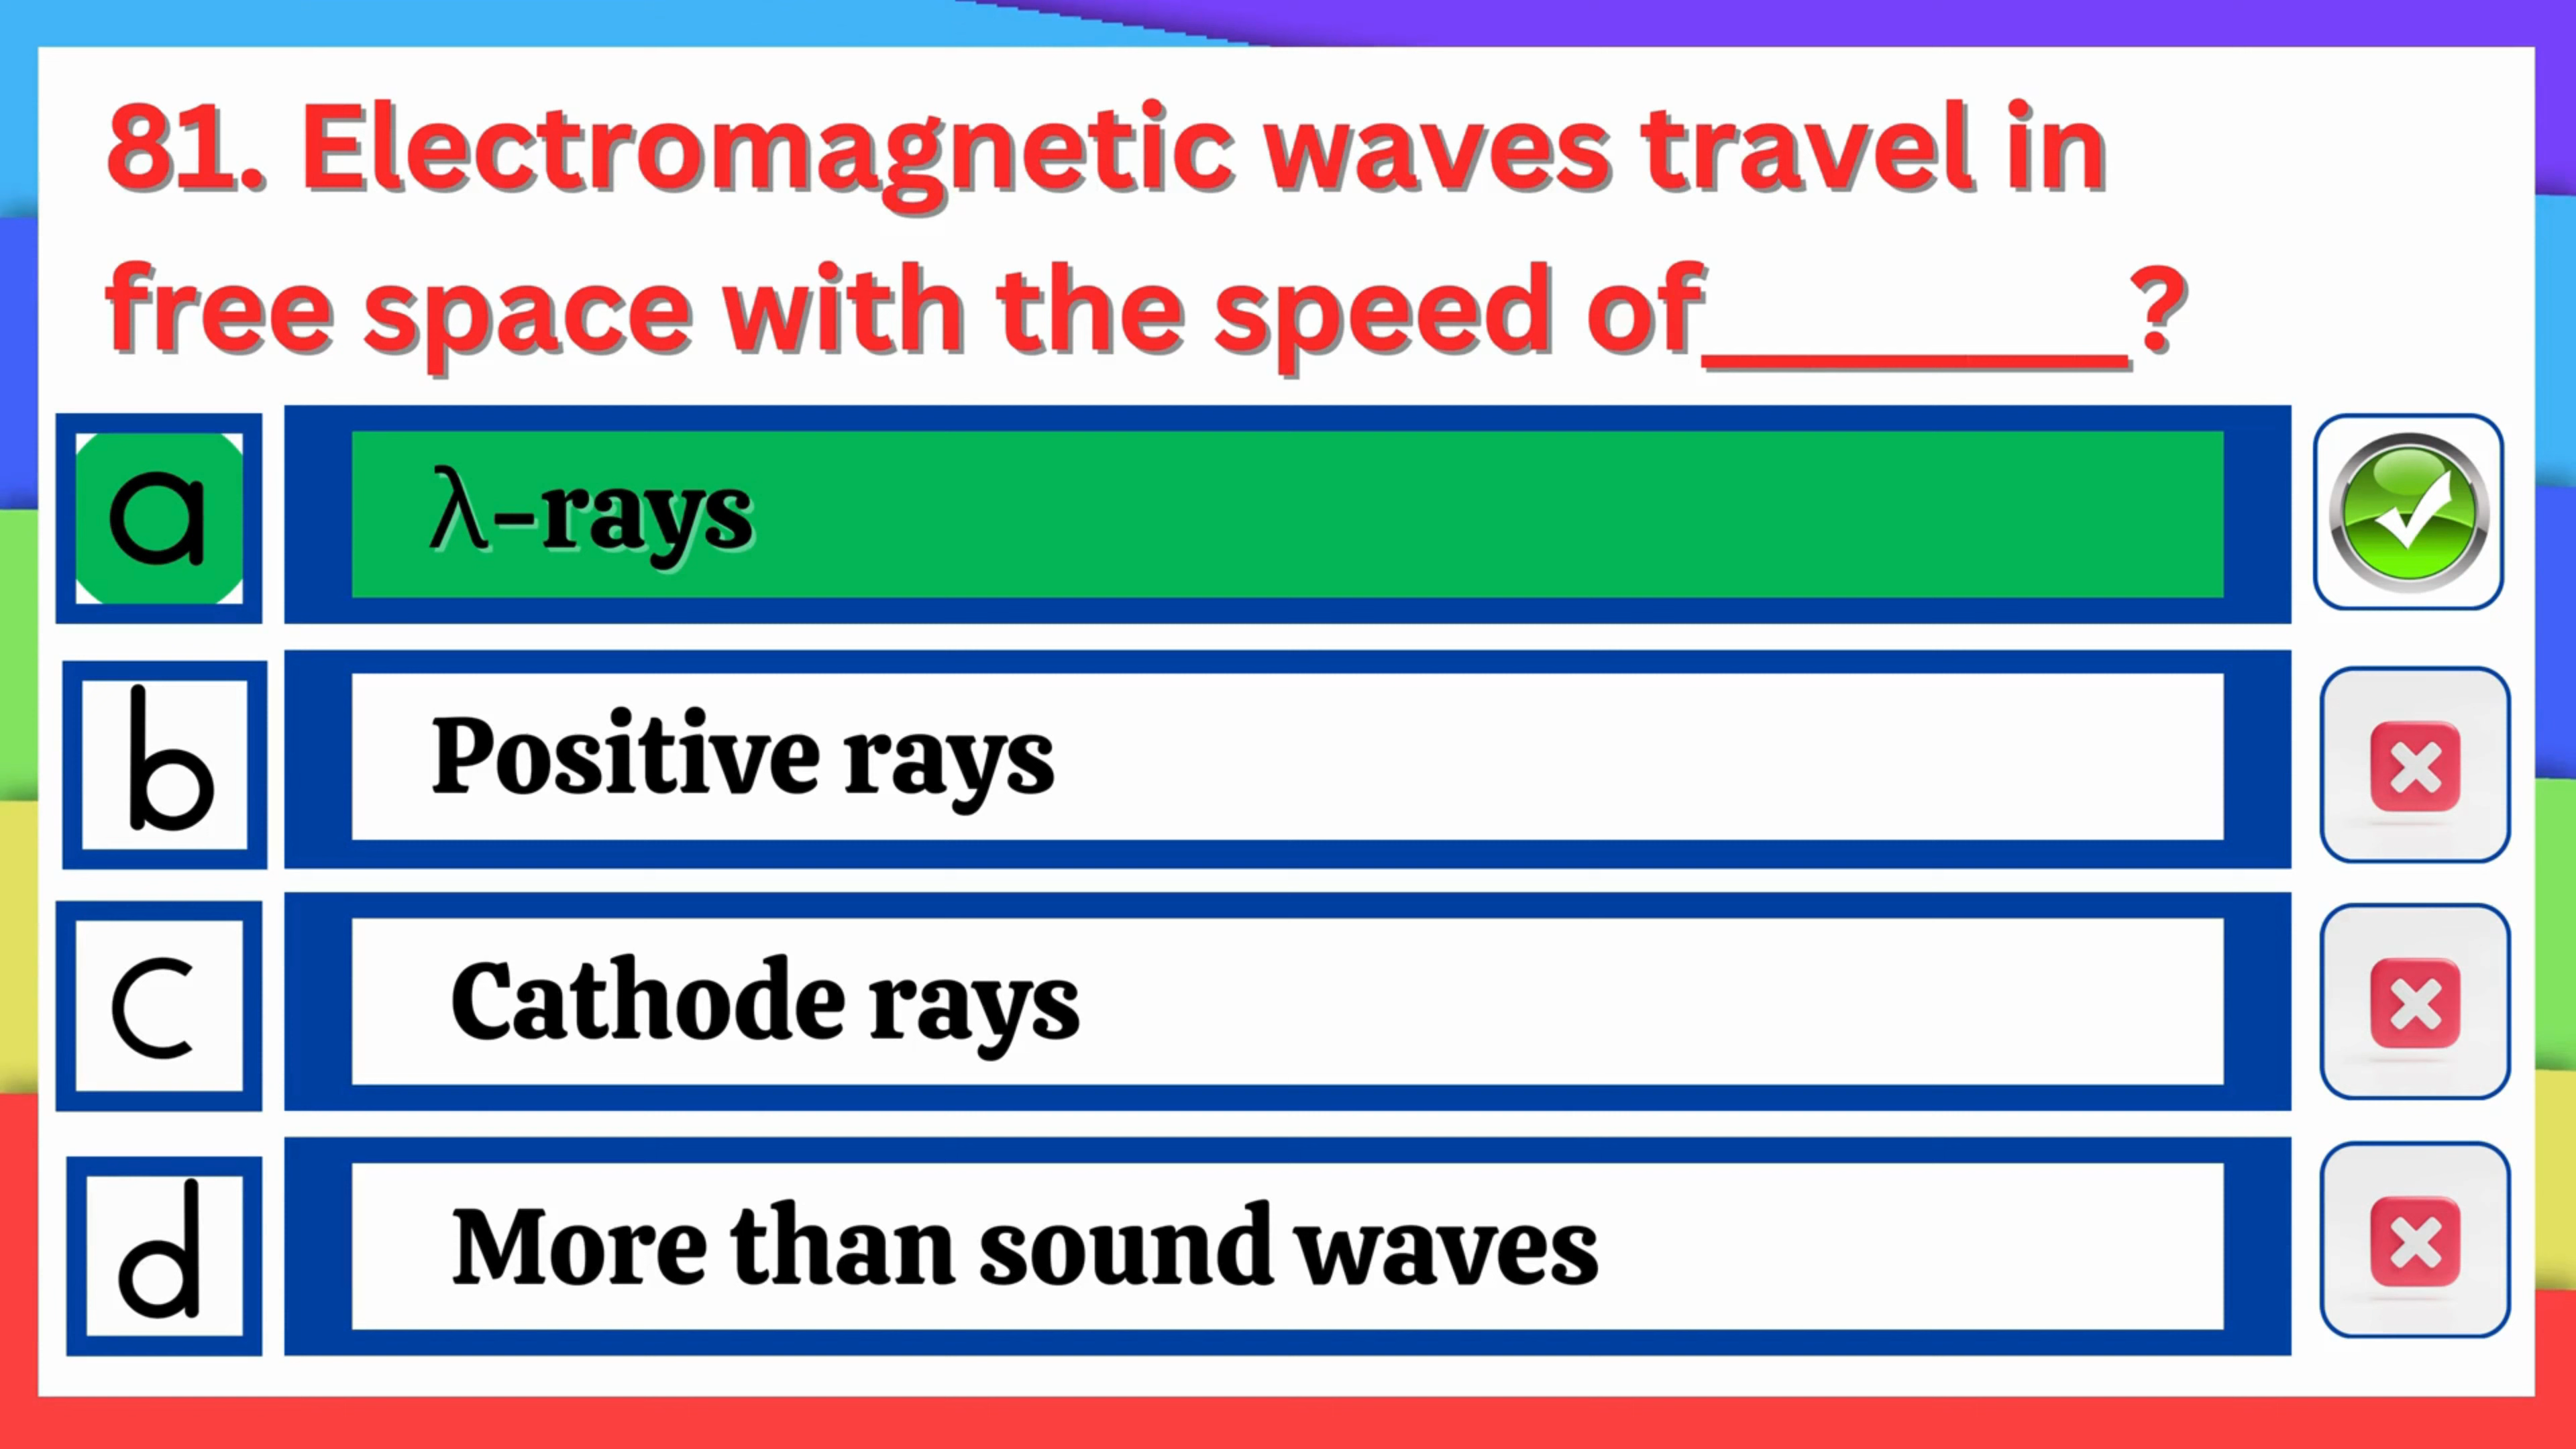 81. Electromagnetic waves travel in
free space with the speed of_______?
a
λ-rays
b
Positive rays
c
Cathode rays
d
More than sound waves